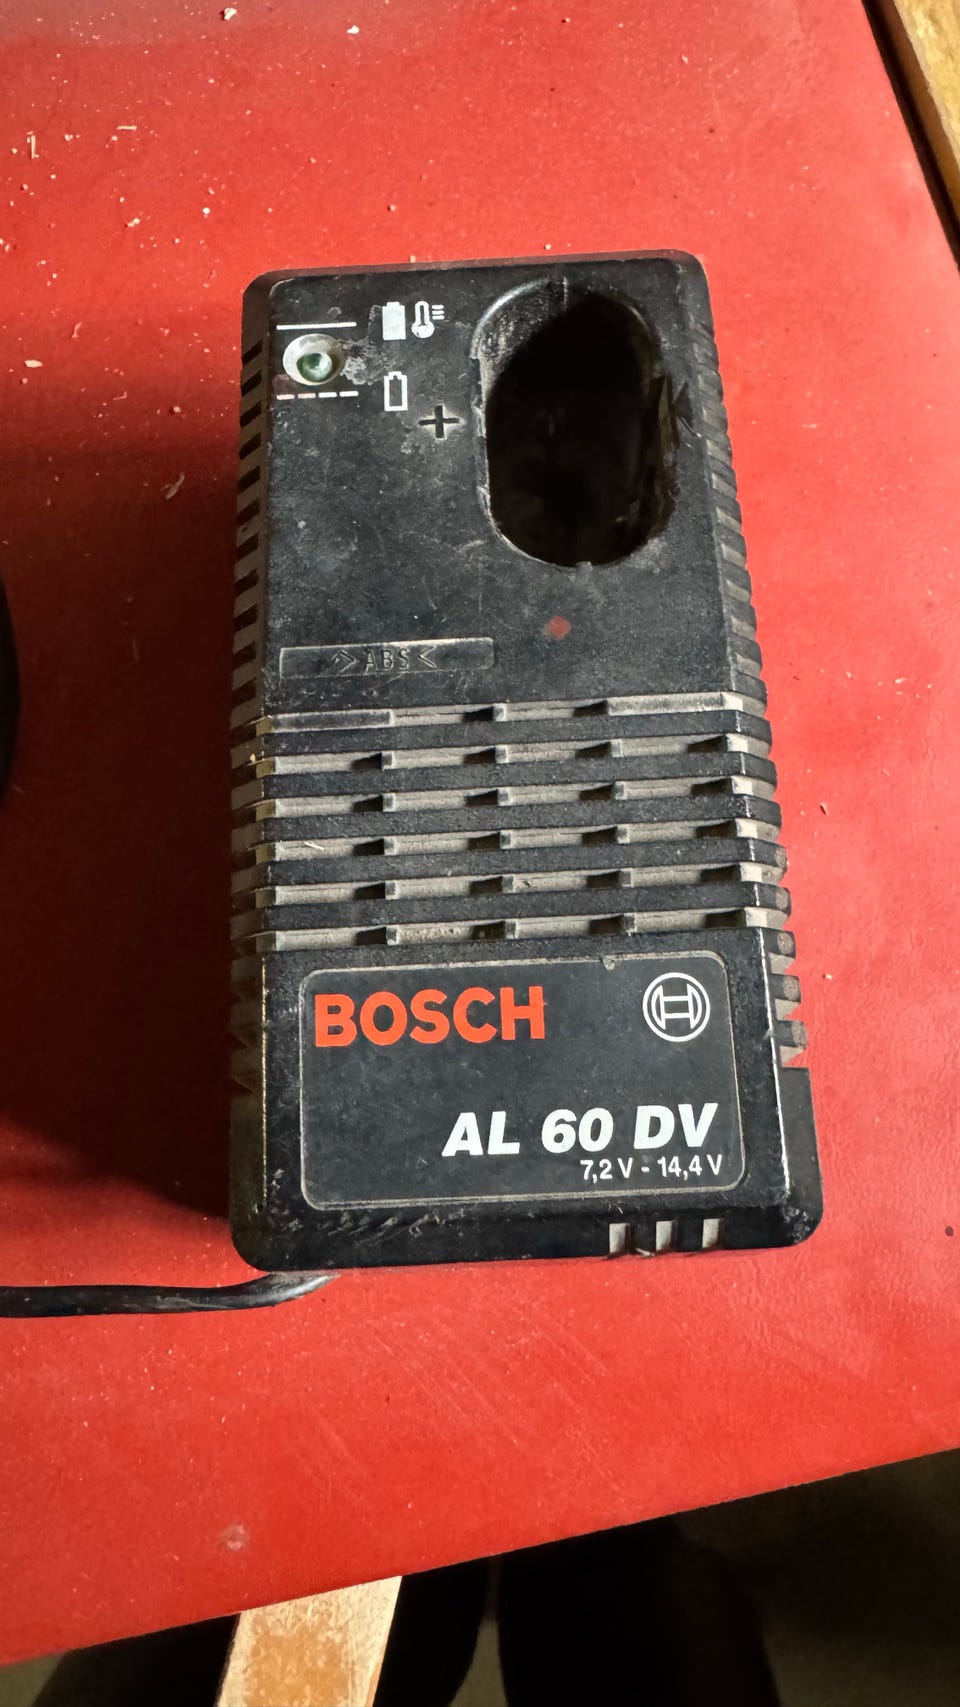 +
>ABS<
BOSCH
AL 60 DV
7,2 V - 14,4 V